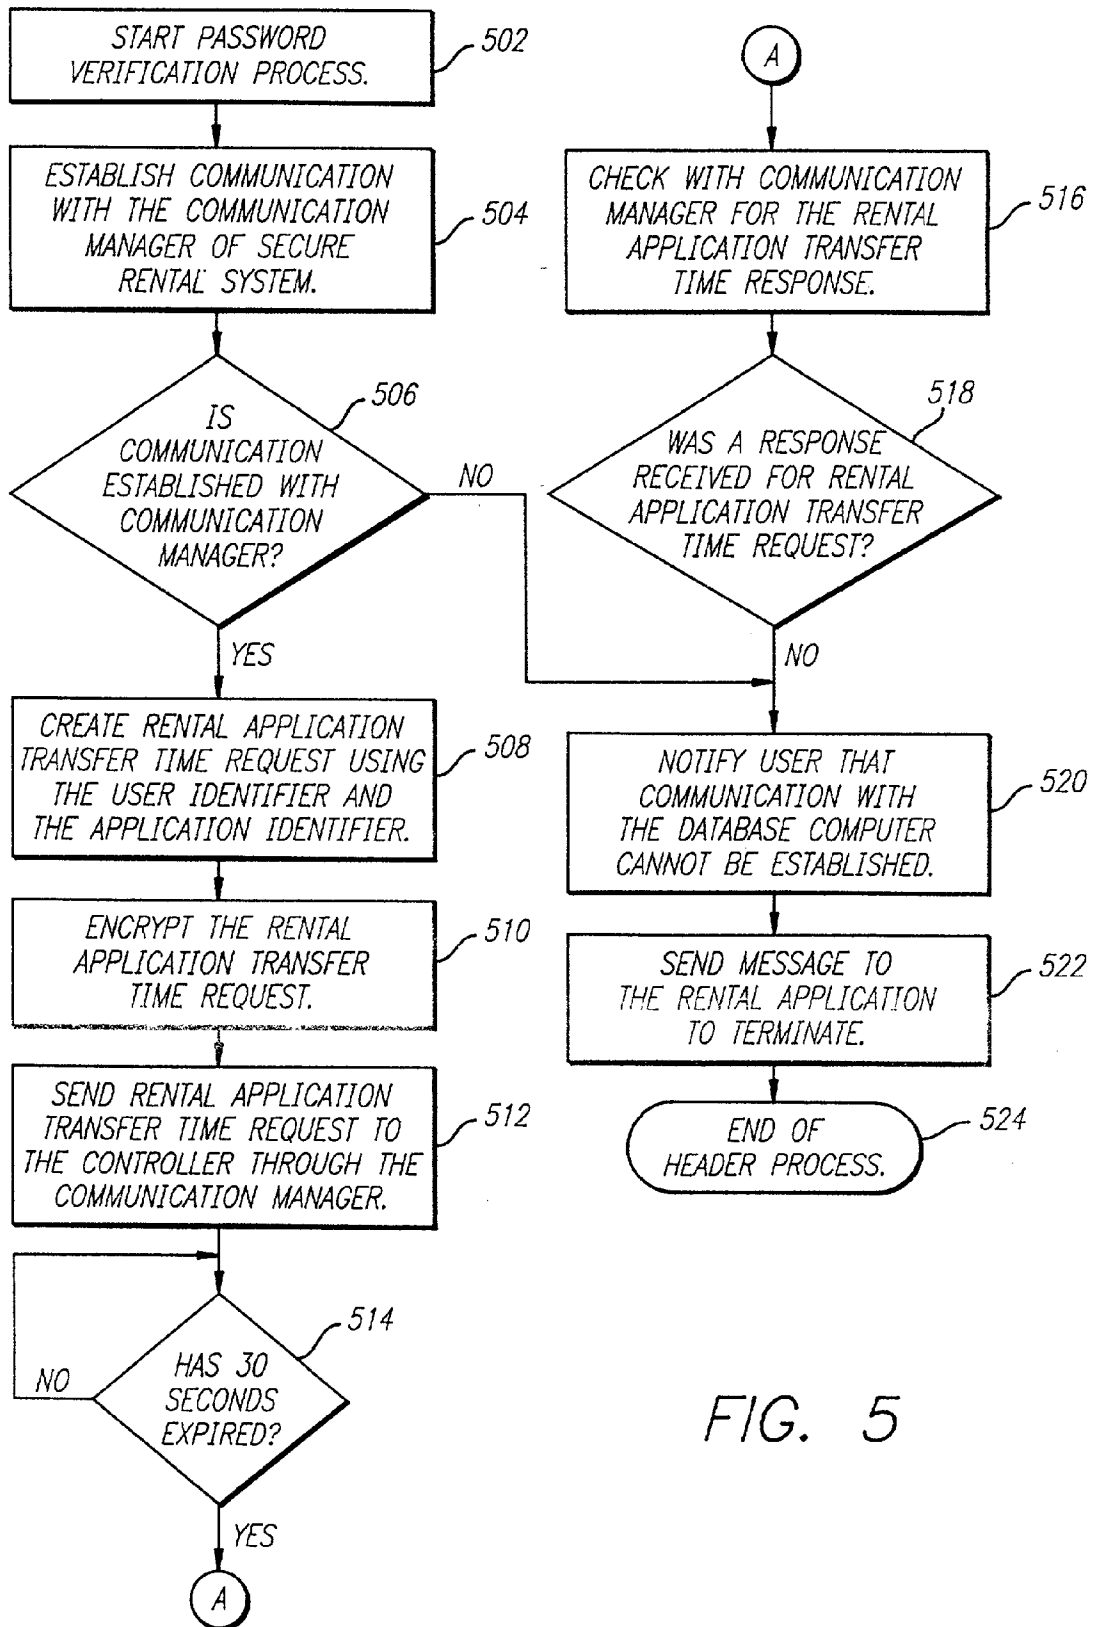 START PASSWORD
VERIFICATION PROCESS.
502
ESTABLISH COMMUNICATION
WITH THE COMMUNICATION
MANAGER OF SECURE
RENTAL SYSTEM.
504
IS
COMMUNICATION
ESTABLISHED WITH
COMMUNICATION
MANAGER?
506
NO
YES
CREATE RENTAL APPLICATION
TRANSFER TIME REQUEST USING
THE USER IDENTIFIER AND
THE APPLICATION IDENTIFIER.
508
ENCRYPT THE RENTAL
APPLICATION TRANSFER
TIME REQUEST.
510
SEND RENTAL APPLICATION
TRANSFER TIME REQUEST TO
THE CONTROLLER THROUGH THE
COMMUNICATION MANAGER.
512
HAS 30
SECONDS
EXPIRED?
514
NO
YES
A
A
CHECK WITH COMMUNICATION
MANAGER FOR THE RENTAL
APPLICATION TRANSFER
TIME RESPONSE.
516
WAS A RESPONSE
RECEIVED FOR RENTAL
APPLICATION TRANSFER
TIME REQUEST?
518
NO
NOTIFY USER THAT
COMMUNICATION WITH
THE DATABASE COMPUTER
CANNOT BE ESTABLISHED.
520
SEND MESSAGE TO
THE RENTAL APPLICATION
TO TERMINATE.
522
END OF
HEADER PROCESS.
524
FIG. 5